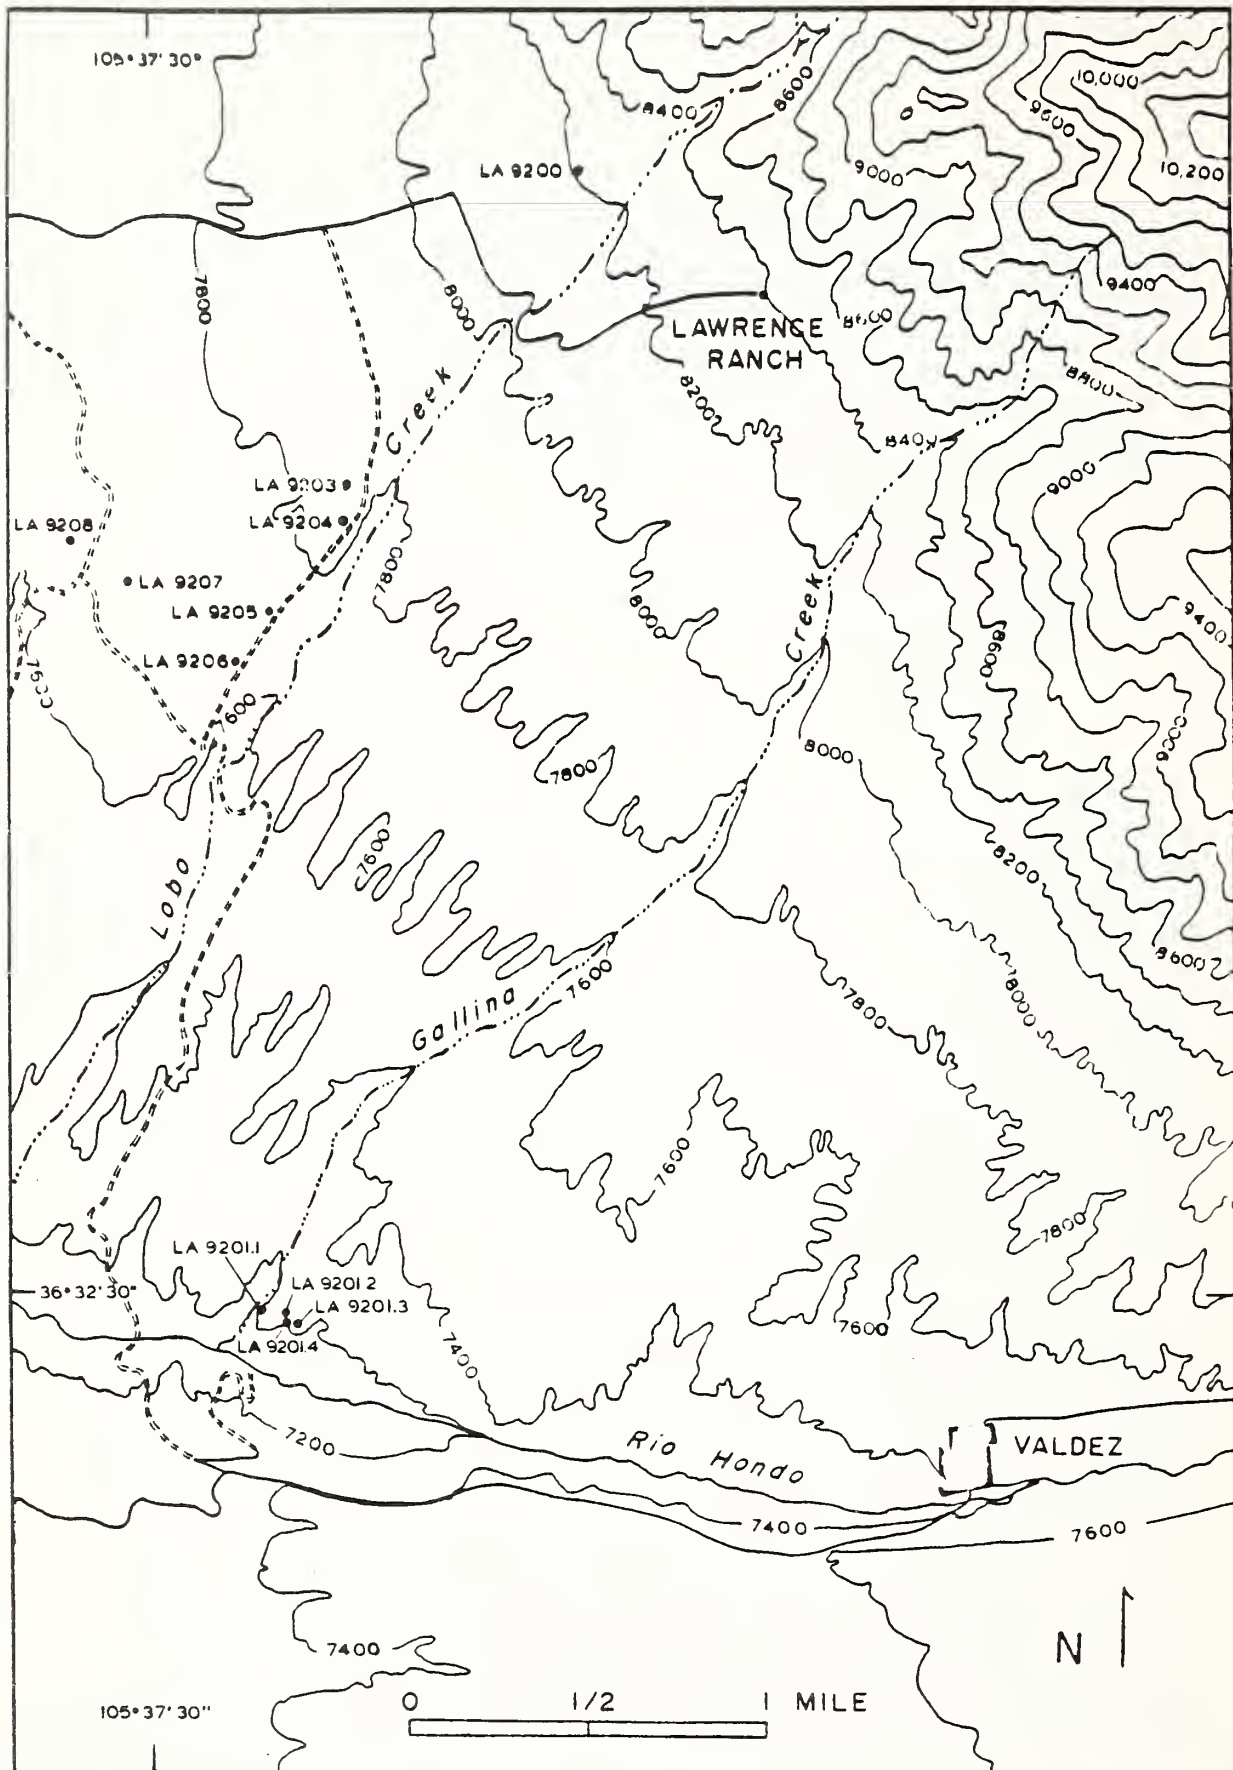 105°37'30"
10,000
8600
8400
9600
LA 9200
9000
10,200
7800
8000
9400
LAWRENCE
RANCH
8600
8800
8200
Creek
8400
9000
LA 9203
LA 9204
LA 9208
7800
LA 9207
LA 9205
8000
Creek
9400
LA 9206
7600
8600
7600
8000
9000
7800
7600
8200
Lobo
8600
7600
8000
Gallina
7800
7600
7800
LA 9201.1
LA 9201.2
36°32'30"
LA 9201.3
LA 9201.4
7600
7400
7200
Rio Hondo
VALDEZ
7400
7600
7400
N
105°37'30"
0 1/2 1 MILE